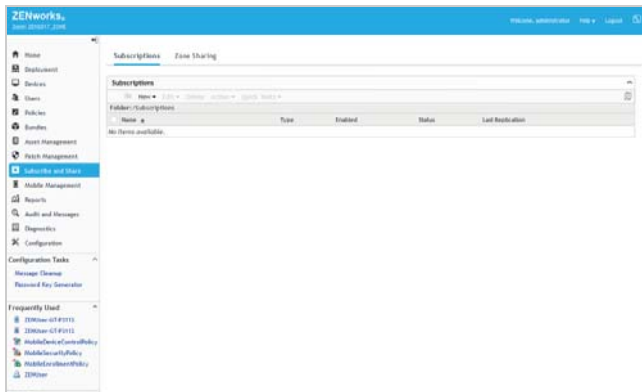 ZENworks.
Zone: ZENWORKS_ZONE
Welcome, administrator Help Logout
Home
Deployment
Devices
Users
Policies
Bundles
Asset Management
Patch Management
Subscribe and Share
Mobile Management
Reports
Audit and Messages
Diagnostics
Configuration
Configuration Tasks
Message Cleanup
Password Key Generator
Frequently Used
MobileDeviceControlPolicy
MobileSecurityPolicy
MobileEnrollmentPolicy
ZENUser
Subscriptions Zone Sharing
Subscriptions
New Edit Delete Action Quick Tasks
Folder: /Subscriptions
Name Type Enabled Status Last Replication
No items available.